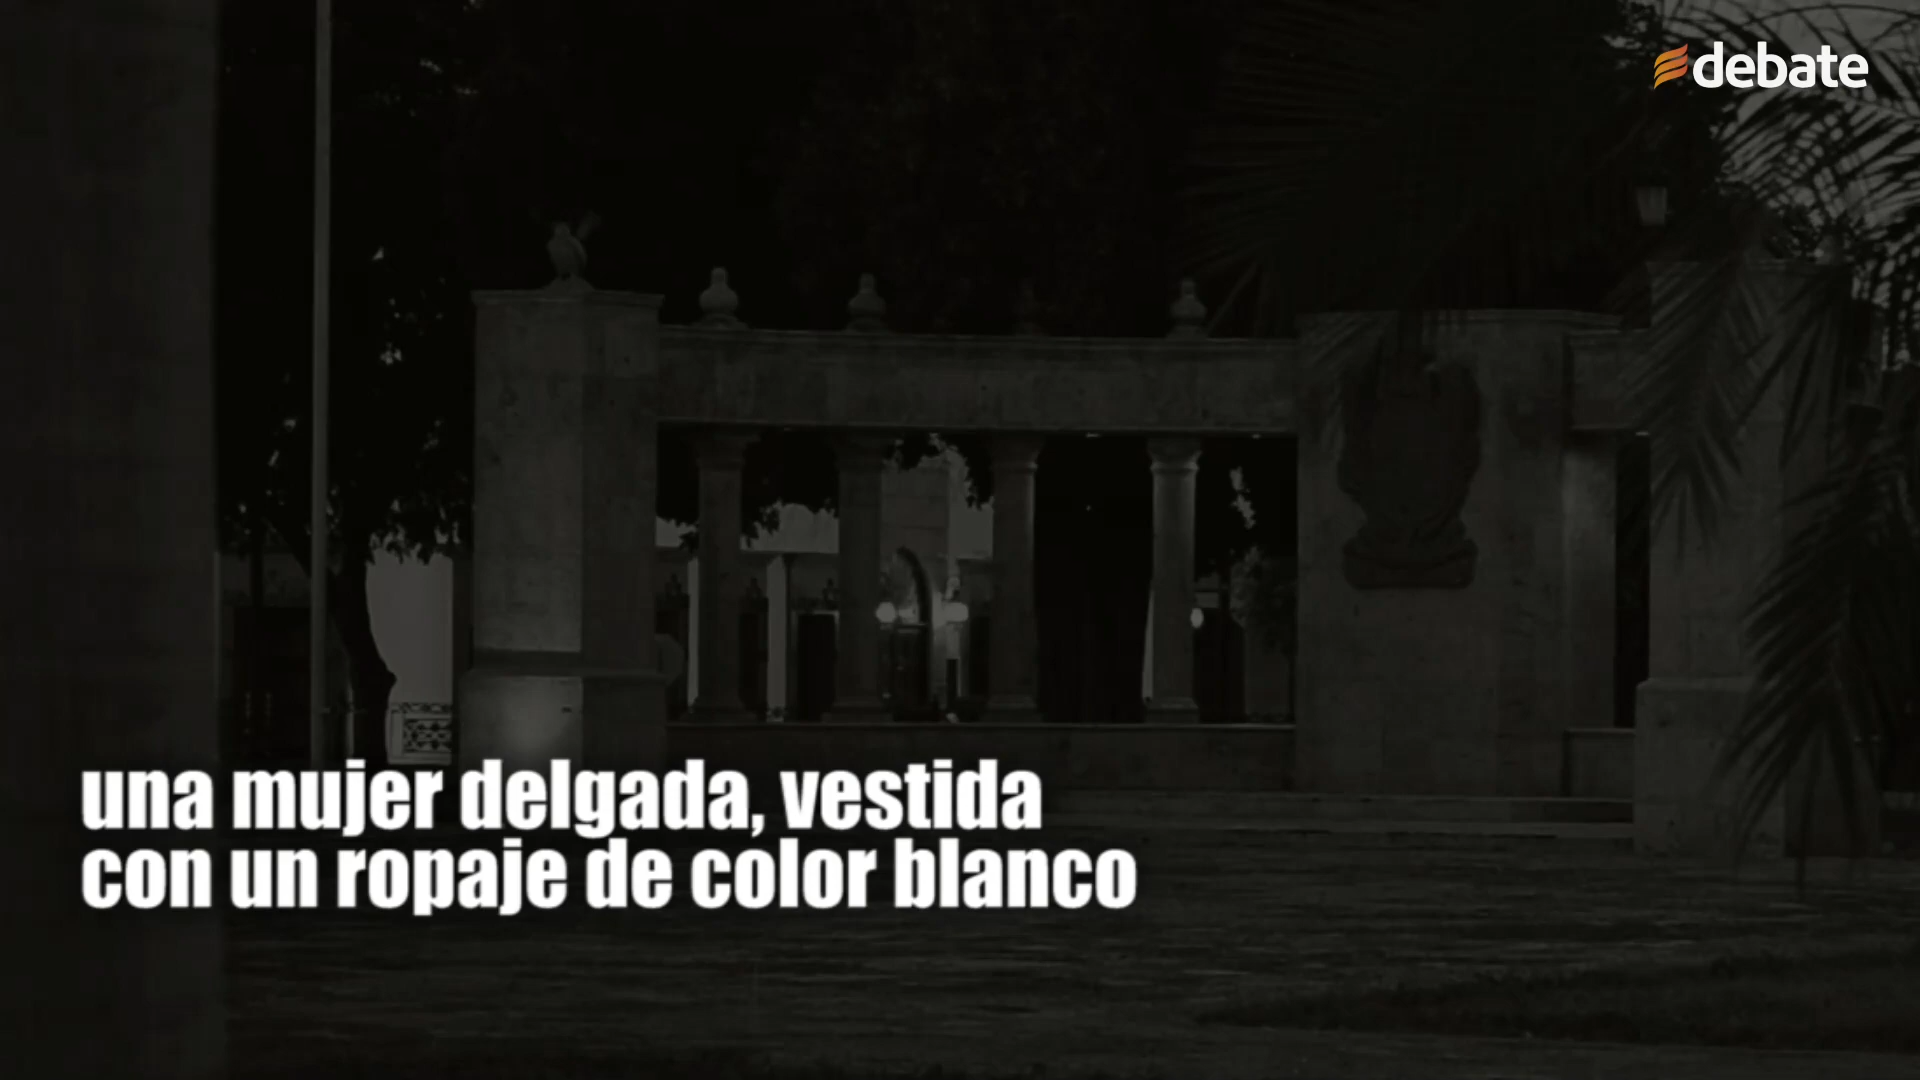 debate
una mujer delgada, vestida
con un ropaje de color blanco